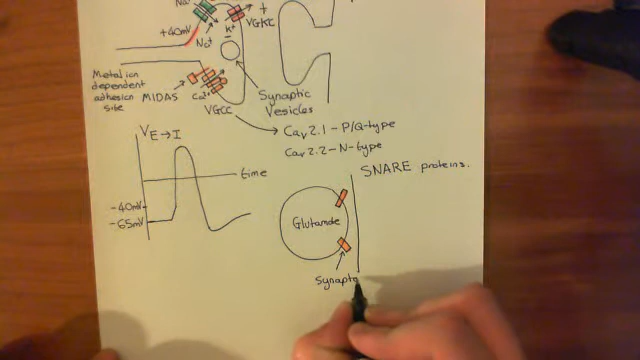 Na
+40mV
Na+
K+
VGKC
Metal ion
dependent
adhesion MIDAS
site
Ca2+
VGCC
Synaptic
Vesicles
Cav2.1 - P/Q-type
Cav2.2 - N-type
VE→I
time
-40mV
-65mV
SNARE proteins.
Glutamate
Synapto